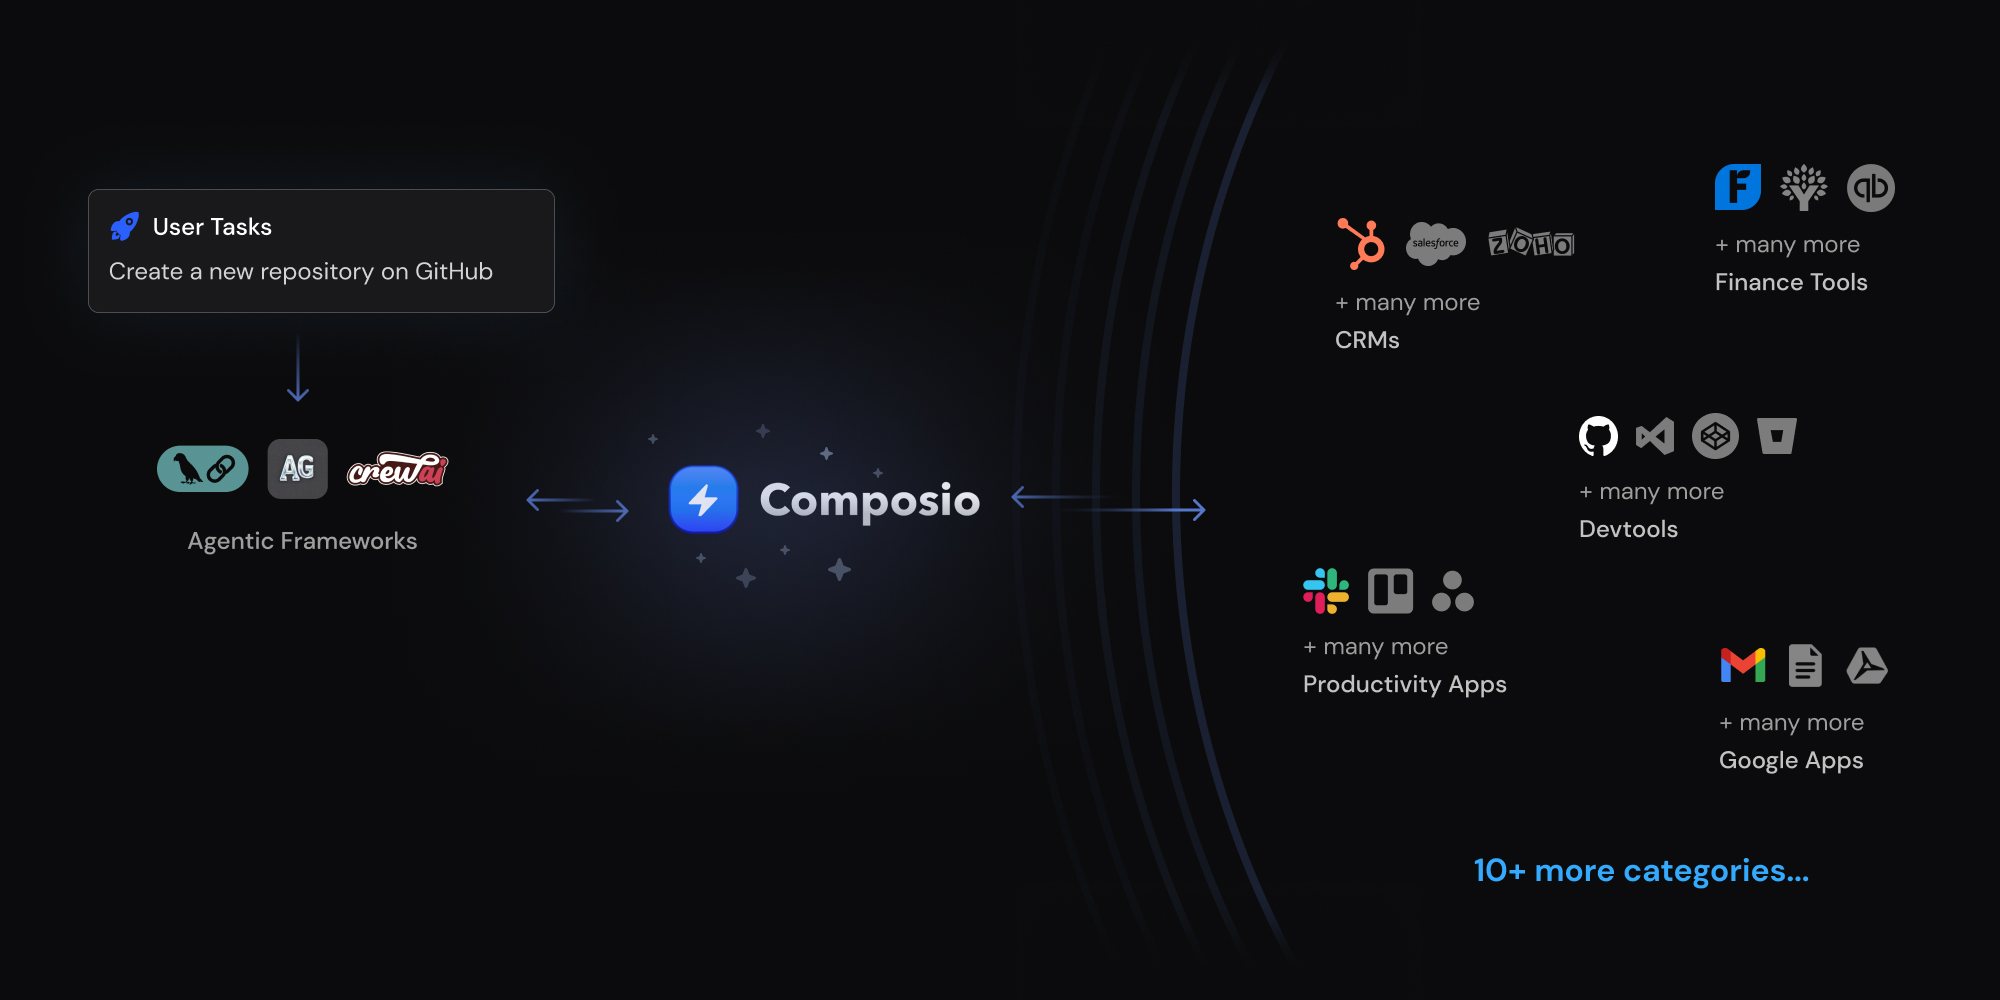 User Tasks
Create a new repository on GitHub
AG
crewai
Agentic Frameworks
Composio
salesforce
ZOHO
+ many more
CRMs
F
qb
+ many more
Finance Tools
+ many more
Devtools
+ many more
Productivity Apps
+ many more
Google Apps
10+ more categories...